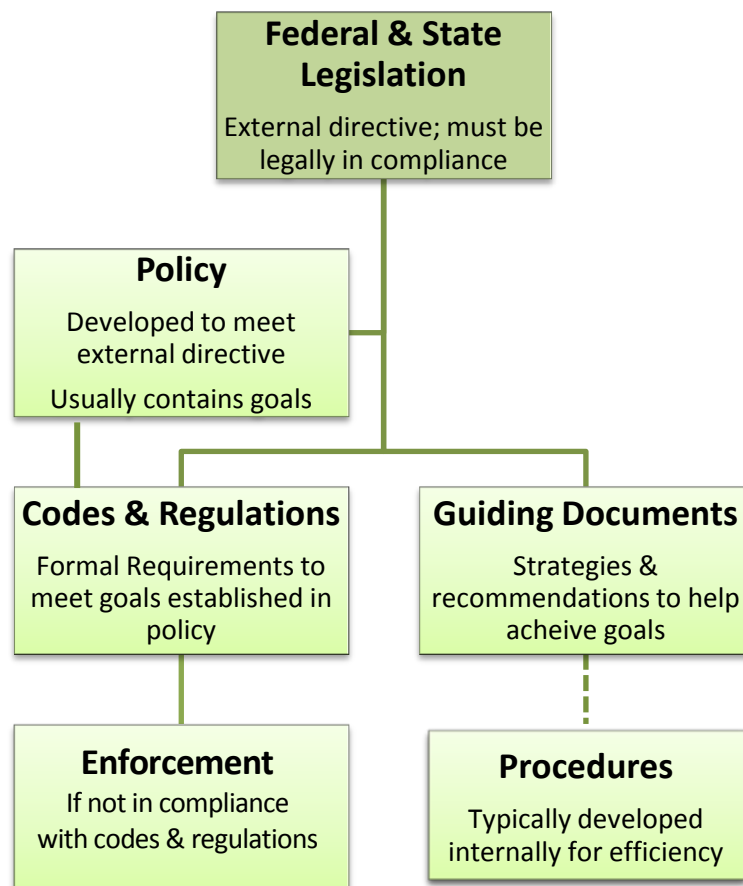 Federal & State
Legislation
External directive; must be
legally in compliance
Policy
Developed to meet
external directive
Usually contains goals
Codes & Regulations
Formal Requirements to
meet goals established in
policy
Guiding Documents
Strategies &
recommendations to help
acheive goals
Enforcement
If not in compliance
with codes & regulations
Procedures
Typically developed
internally for efficiency